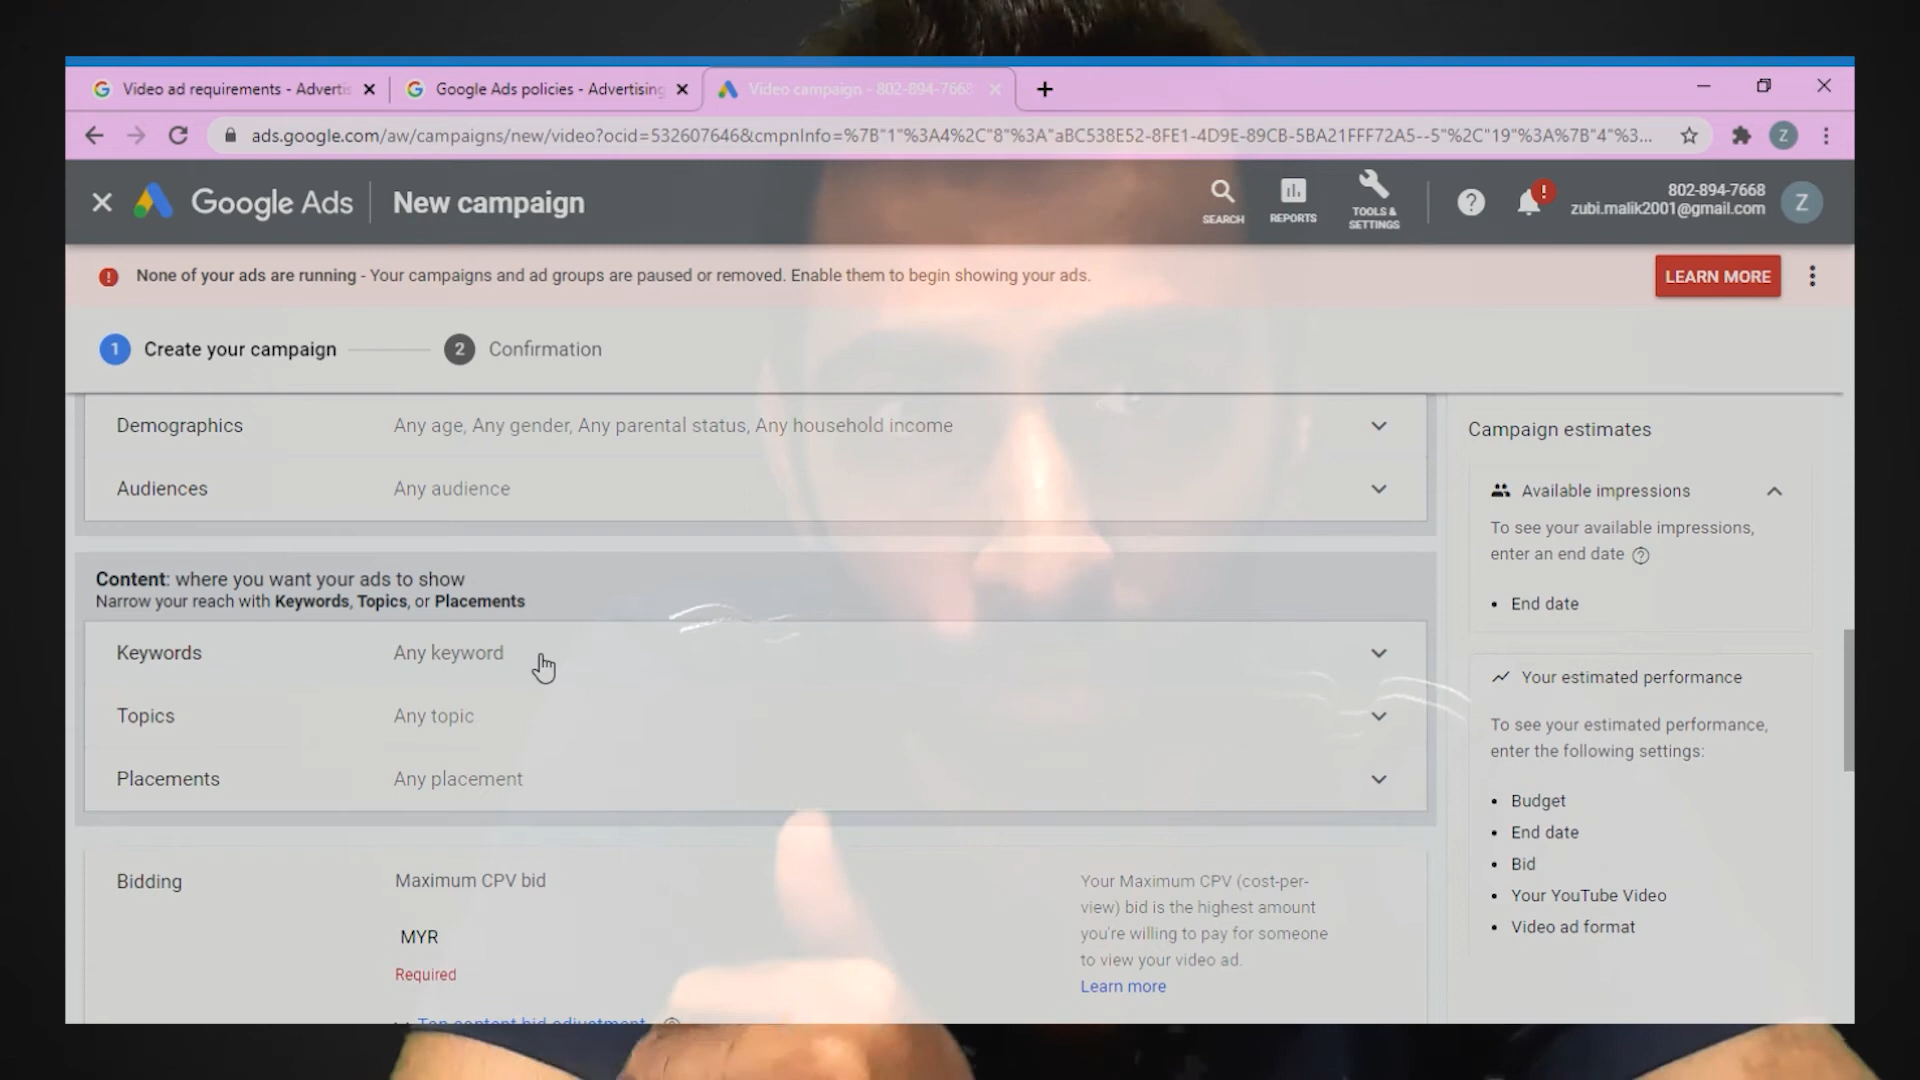 Video ad requirements - Adverti
Google Ads policies - Advertising
Video campaign - 802-894-7668
ads.google.com/aw/campaigns/new/video?ocid=532607646&cmpnInfo=%7B"1"%3A4%2C"8"%3A"aBC538E52-8FE1-4D9E-89CB-5BA21FFF72A5--5"%2C"19"%3A%7B"4"%3...
Z
Google Ads
New campaign
SEARCH
REPORTS
TOOLS & SETTINGS
802-894-7668
zubi.malik2001@gmail.com
Z
None of your ads are running - Your campaigns and ad groups are paused or removed. Enable them to begin showing your ads.
LEARN MORE
1 Create your campaign
2 Confirmation
Demographics
Any age, Any gender, Any parental status, Any household income
Audiences
Any audience
Content: where you want your ads to show
Narrow your reach with Keywords, Topics, or Placements
Keywords
Any keyword
Topics
Any topic
Placements
Any placement
Bidding
Maximum CPV bid
MYR
Required
Your Maximum CPV (cost-per-
view) bid is the highest amount
you're willing to pay for someone
to view your video ad.
Learn more
Top content bid adjustment
Campaign estimates
Available impressions
To see your available impressions,
enter an end date
• End date
Your estimated performance
To see your estimated performance,
enter the following settings:
• Budget
• End date
• Bid
• Your YouTube Video
• Video ad format